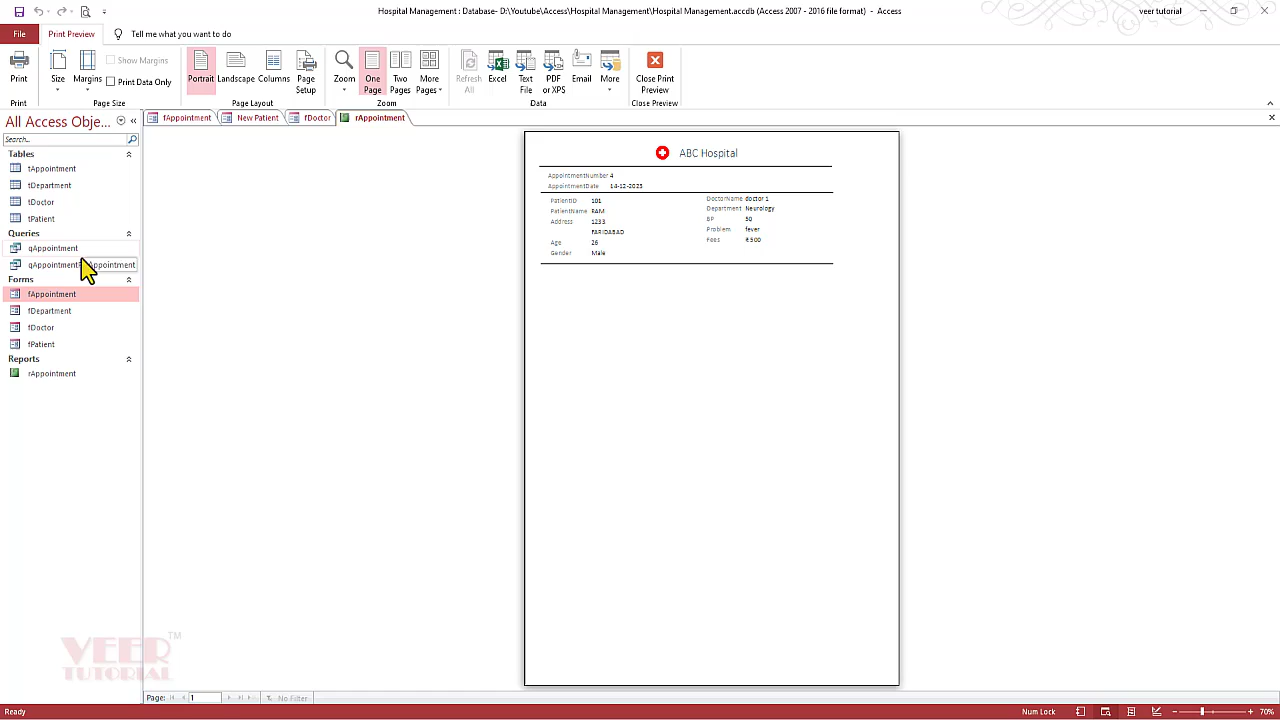 Hospital Management : Database- D:\Youtube\Access\Hospital Management\Hospital Management.accdb (Access 2007 - 2016 file format) - Access
veer tutorial
File
Print Preview
Tell me what you want to do
Print
Size
Margins
Show Margins
Print Data Only
Portrait
Landscape
Columns
Page Setup
Zoom
One Page
Two Pages
More Pages
Refresh All
Excel
Text File
PDF or XPS
Email
More
Close Print Preview
Print
Page Size
Page Layout
Zoom
Data
Close Preview
All Access Obje...
fAppointment
New Patient
fDoctor
rAppointment
Search...
Tables
tAppointment
tDepartment
tDoctor
tPatient
Queries
qAppointment
qAppointment
Appointment
Forms
fAppointment
fDepartment
fDoctor
fPatient
Reports
rAppointment
ABC Hospital
AppointmentNumber 4
AppointmentDate 14-12-2023
PatientID 101
PatientName RAM
Address 1233
FARIDABAD
Age 26
Gender Male
DoctorName doctor 1
Department Neurology
BP 50
Problem fever
Fees ₹ 500
VEER TM
TUTORIAL
Page: 1
No Filter
Ready
Num Lock
70%